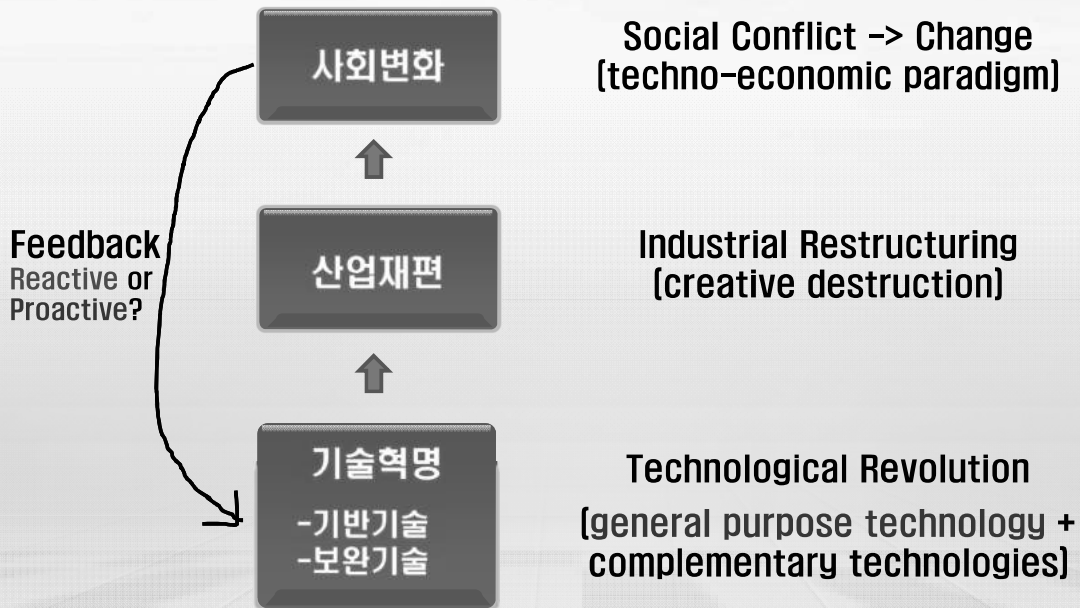 사회변화
Social Conflict -> Change
(techno-economic paradigm)
Feedback
Reactive or
Proactive?
산업재편
Industrial Restructuring
(creative destruction)
기술혁명
-기반기술
-보완기술
Technological Revolution
(general purpose technology +
complementary technologies)